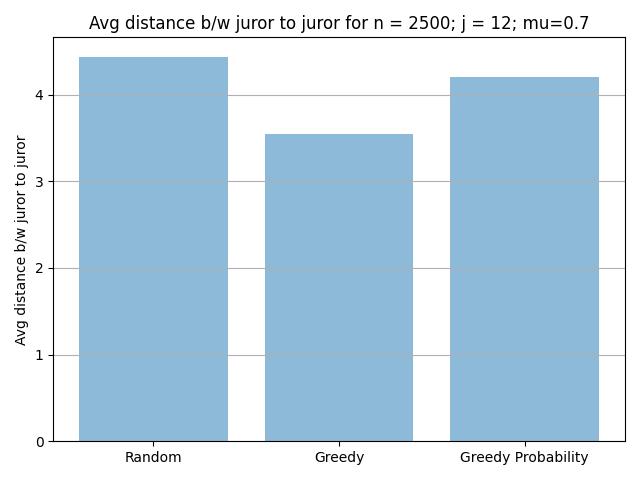 Avg distance b/w juror to juror for n = 2500; j = 12; mu=0.7
Avg distance b/w juror to juror
4
3
2
1
0
Random
Greedy
Greedy Probability